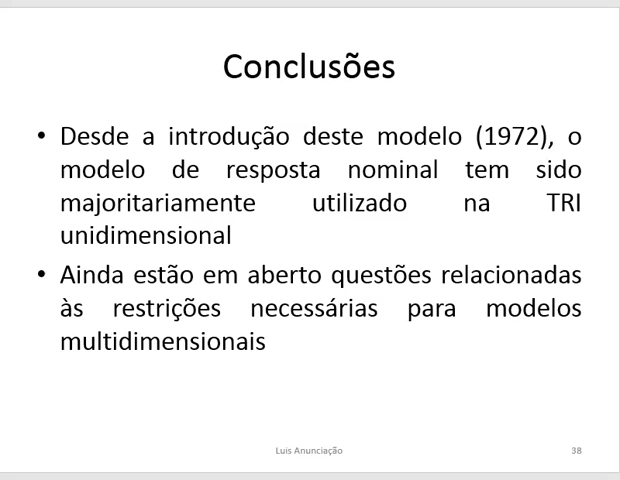 Conclusões
• Desde a introdução deste modelo (1972), o
modelo de resposta nominal tem sido
majoritariamente utilizado na TRI
unidimensional
• Ainda estão em aberto questões relacionadas
às restrições necessárias para modelos
multidimensionais
Luis Anunciação
38